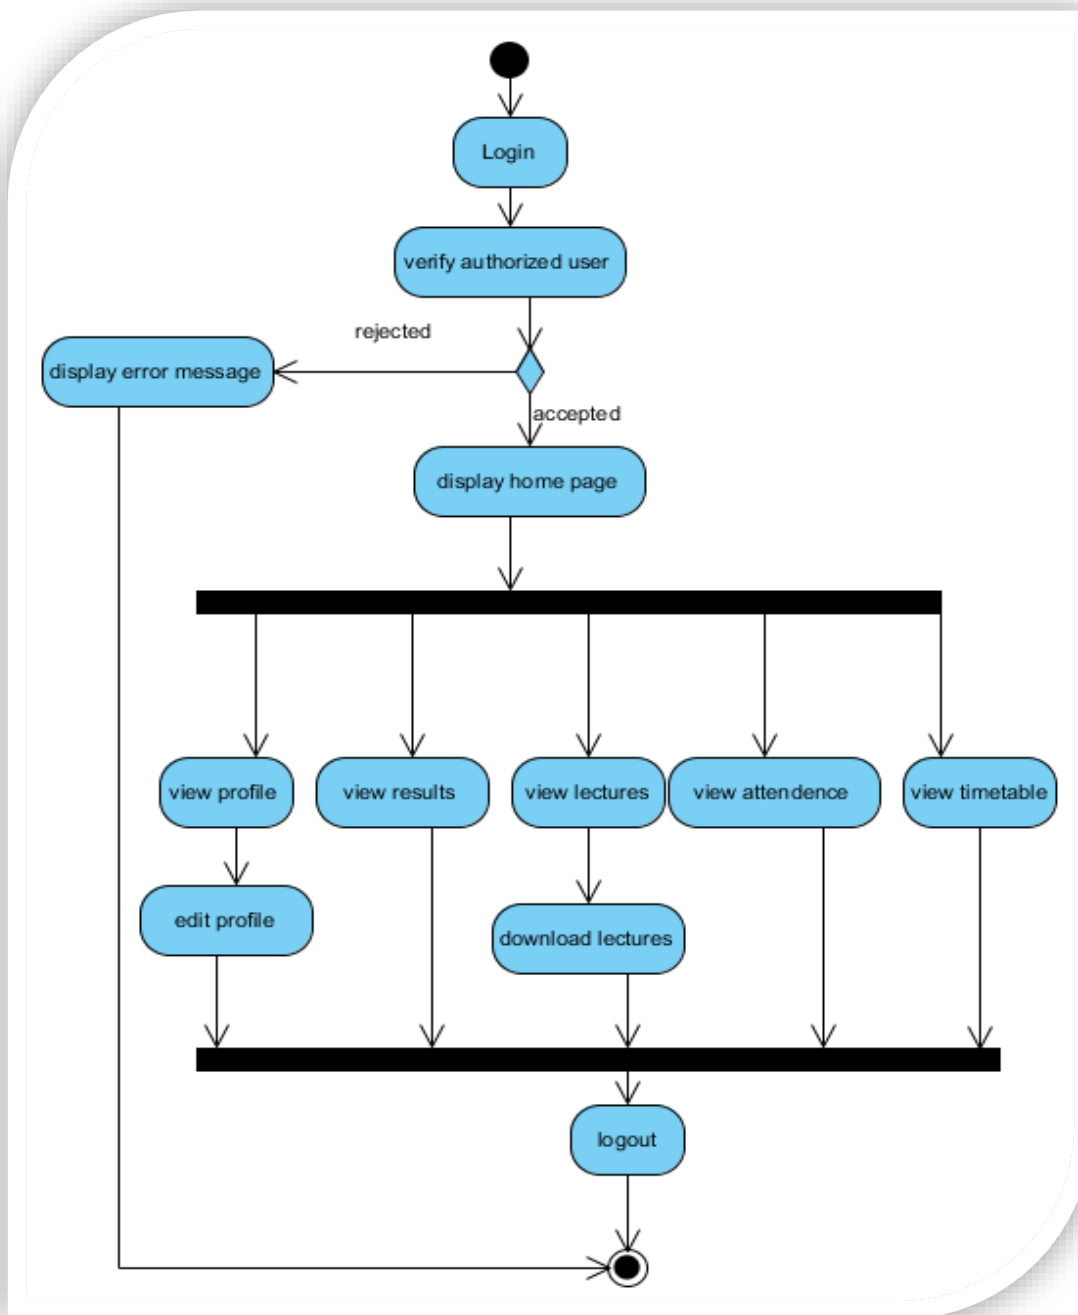 Login
verify authorized user
rejected
display error message
accepted
display home page
view profile
view results
view lectures
view attendence
view timetable
edit profile
download lectures
logout